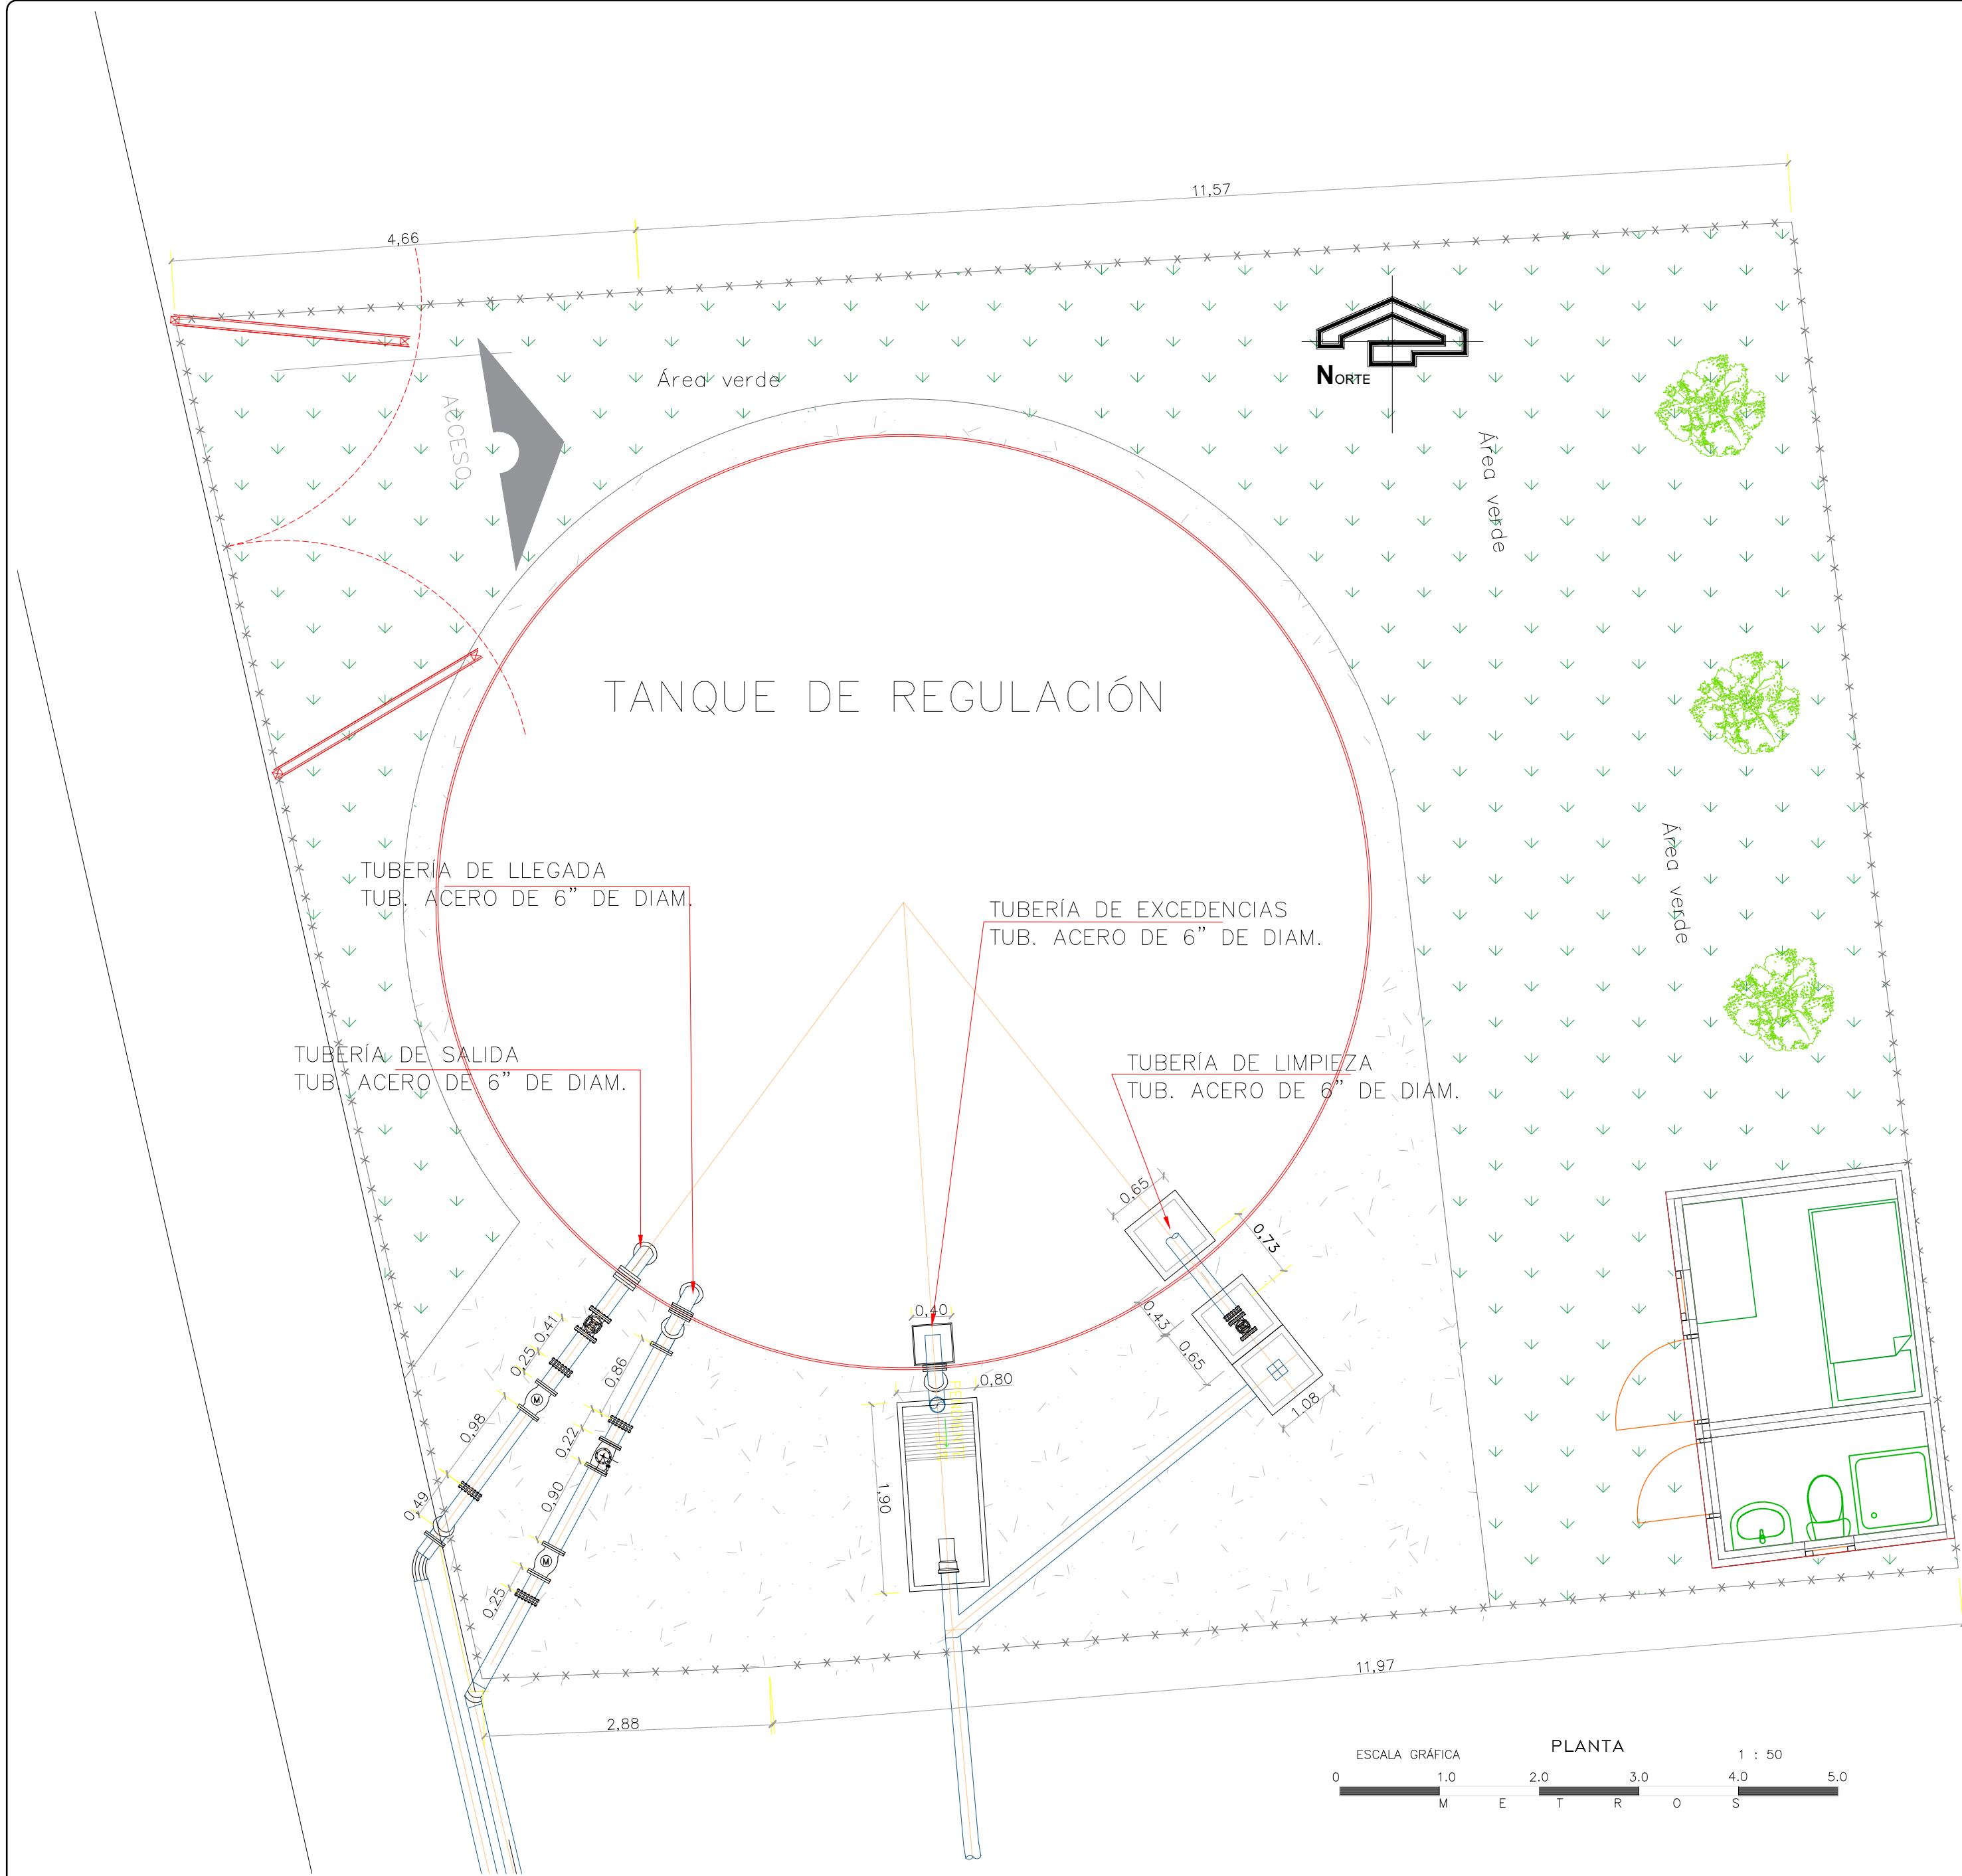 11,57
4,66
NORTE
Área verde
ACCESO
Área verde
TANQUE DE REGULACIÓN
Área verde
TUBERÍA DE LLEGADA
TUB. ACERO DE 6” DE DIAM.
TUBERÍA DE EXCEDENCIAS
TUB. ACERO DE 6” DE DIAM.
TUBERÍA DE SALIDA
TUB. ACERO DE 6” DE DIAM.
TUBERÍA DE LIMPIEZA
TUB. ACERO DE 6” DE DIAM.
0,65
0,73
0,40
0,43
0,41
0,25
0,86
0,65
0,80
1.08
0,98
0,22
0,49
0,90
1,90
0,25
M
M
11,97
2,88
PLANTA
ESCALA GRÁFICA
1 : 50
0 1.0 2.0 3.0 4.0 5.0
M E T R O S